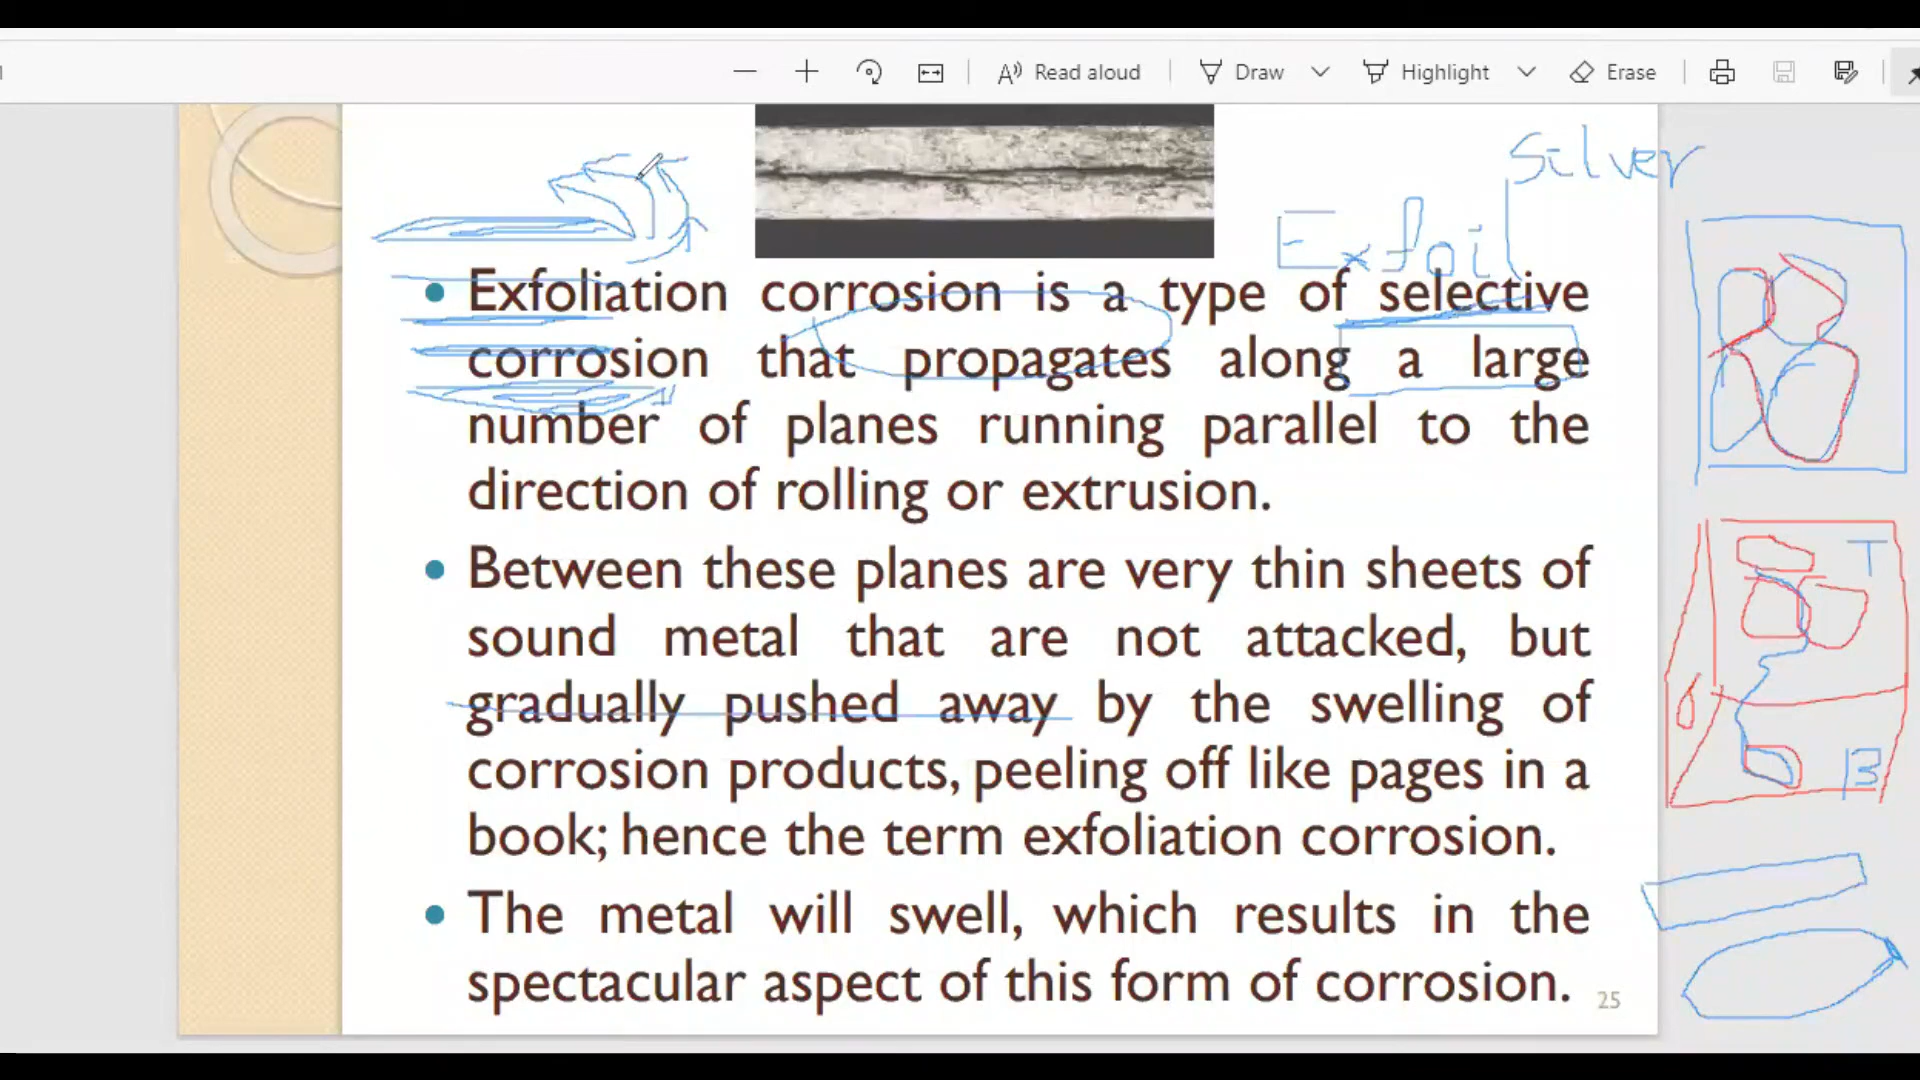 Read aloud
Draw
Highlight
Erase
Silver
Exfoil
Exfoliation corrosion is a type of selective
corrosion that propagates along a large
number of planes running parallel to the
direction of rolling or extrusion.
Between these planes are very thin sheets of
sound metal that are not attacked, but
gradually pushed away by the swelling of
corrosion products, peeling off like pages in a
book; hence the term exfoliation corrosion.
The metal will swell, which results in the
spectacular aspect of this form of corrosion.
25
T
B